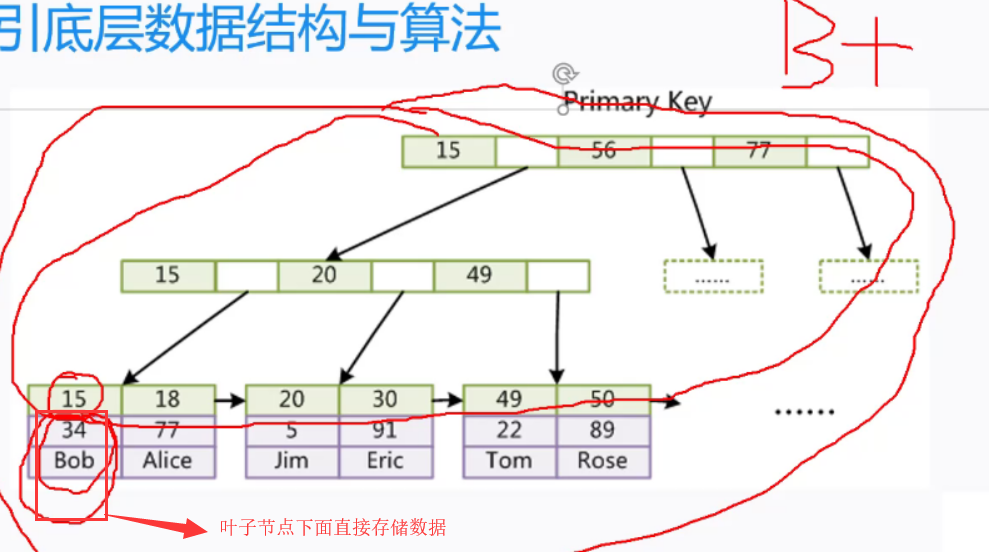 引底层数据结构与算法
B+
Primary Key
15 56 77
15 20 49
...... ......
15 18 20 30 49 50
......
34 77 5 91 22 89
Bob Alice Jim Eric Tom Rose
叶子节点下面直接存储数据